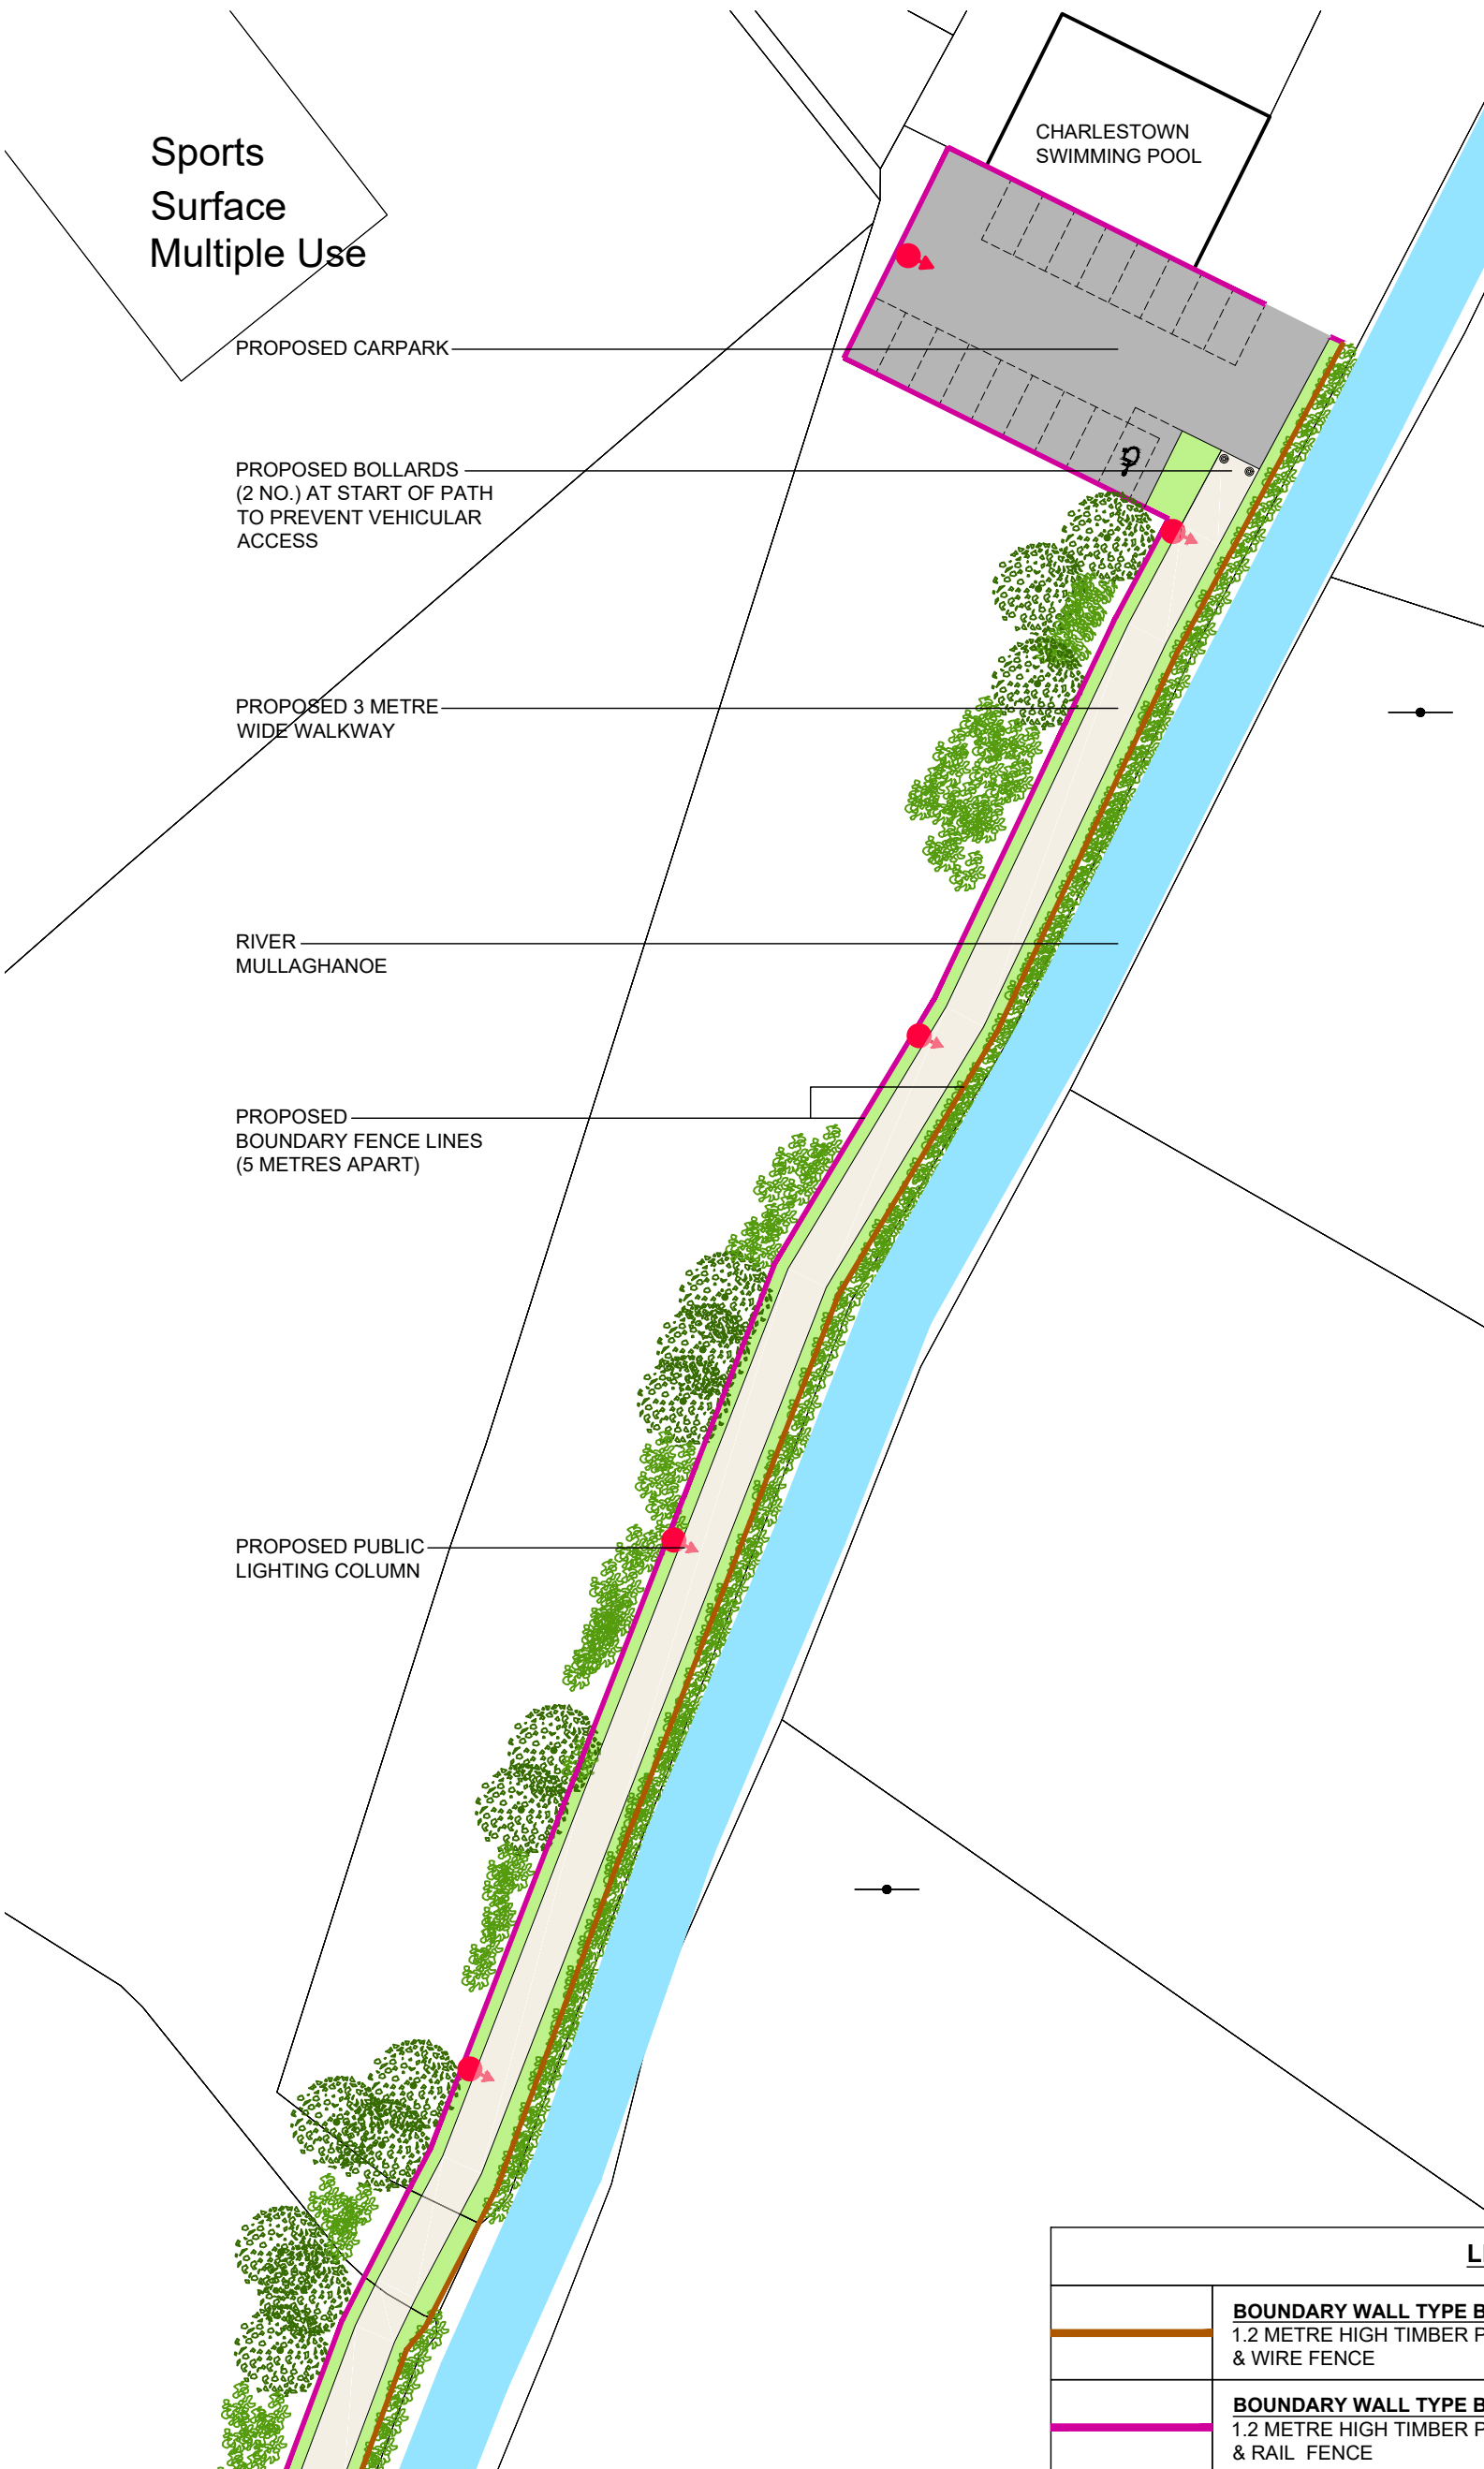 CHARLESTOWN
SWIMMING POOL
Sports
Surface
Multiple Use
PROPOSED CARPARK
PROPOSED BOLLARDS
(2 NO.) AT START OF PATH
TO PREVENT VEHICULAR
ACCESS
PROPOSED 3 METRE
WIDE WALKWAY
RIVER
MULLAGHANOE
PROPOSED
BOUNDARY FENCE LINES
(5 METRES APART)
PROPOSED PUBLIC
LIGHTING COLUMN
BOUNDARY WALL TYPE
1.2 METRE HIGH TIMBER
& WIRE FENCE
BOUNDARY WALL TYPE
1.2 METRE HIGH TIMBER
& RAIL FENCE